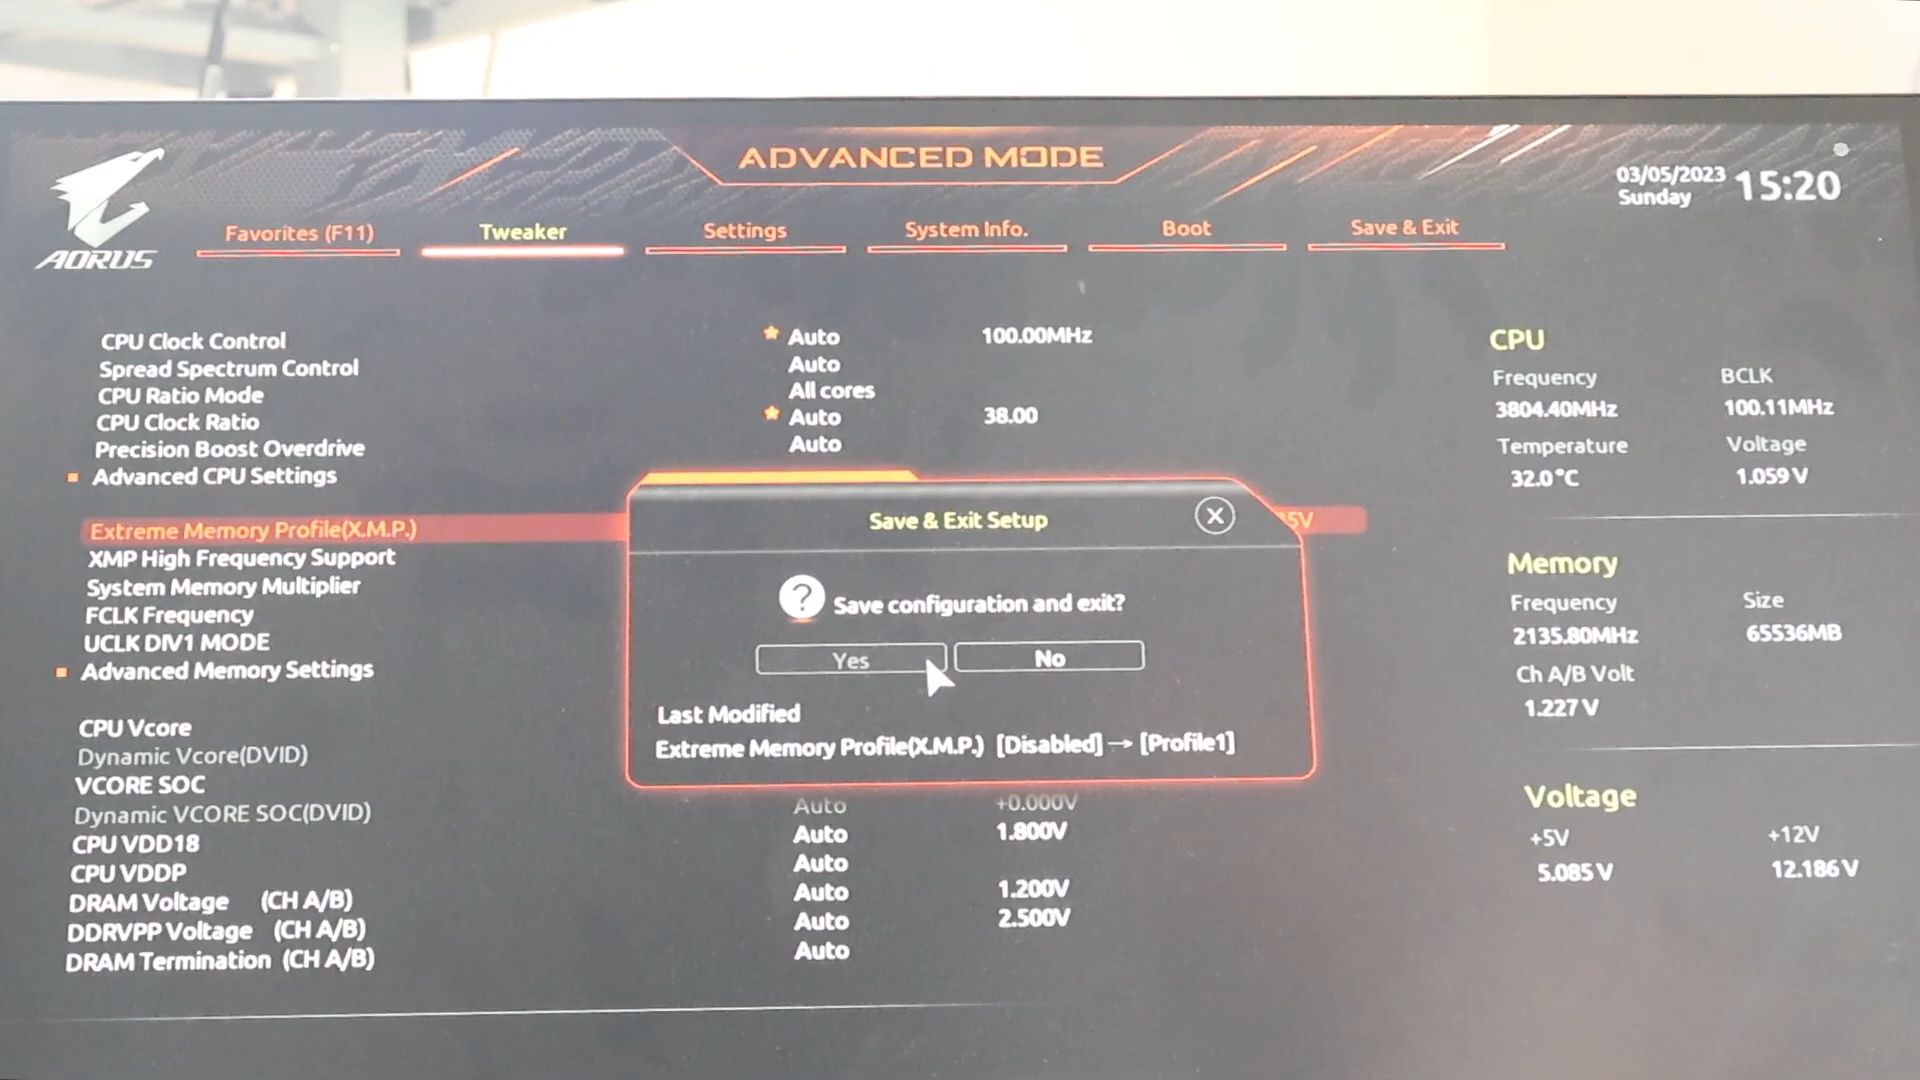 ADVANCED MODE
AORUS
03/05/2023
Sunday
15:20
Favorites (F11) Tweaker Settings System Info. Boot Save & Exit
CPU Clock Control Auto 100.00MHz
Spread Spectrum Control Auto
CPU Ratio Mode All cores
CPU Clock Ratio Auto 38.00
Precision Boost Overdrive Auto
Advanced CPU Settings
Extreme Memory Profile(X.M.P.) 35V
XMP High Frequency Support
System Memory Multiplier
FCLK Frequency
UCLK DIV1 MODE
Advanced Memory Settings
CPU Vcore
Dynamic Vcore(DVID)
VCORE SOC
Dynamic VCORE SOC(DVID) Auto +0.000V
CPU VDD18 Auto 1.800V
CPU VDDP Auto
DRAM Voltage (CH A/B) Auto 1.200V
DDRVPP Voltage (CH A/B) Auto 2.500V
DRAM Termination (CH A/B) Auto
Save & Exit Setup
X
? Save configuration and exit?
Yes No
Last Modified
Extreme Memory Profile(X.M.P.) [Disabled] → [Profile1]
CPU
Frequency BCLK
3804.40MHz 100.11MHz
Temperature Voltage
32.0 °C 1.059 V
Memory
Frequency Size
2135.80MHz 65536MB
Ch A/B Volt
1.227 V
Voltage
+5V +12V
5.085 V 12.186 V